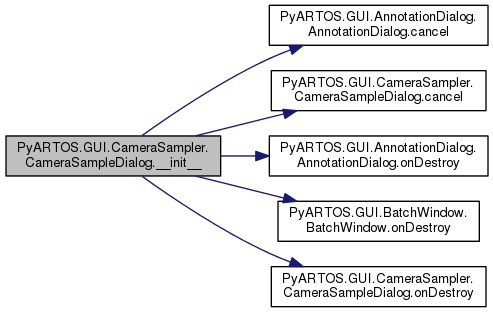 PyARTOS.GUI.CameraSampler.
CameraSampleDialog.__init__
PyARTOS.GUI.AnnotationDialog.
AnnotationDialog.cancel
PyARTOS.GUI.CameraSampler.
CameraSampleDialog.cancel
PyARTOS.GUI.AnnotationDialog.
AnnotationDialog.onDestroy
PyARTOS.GUI.BatchWindow.
BatchWindow.onDestroy
PyARTOS.GUI.CameraSampler.
CameraSampleDialog.onDestroy